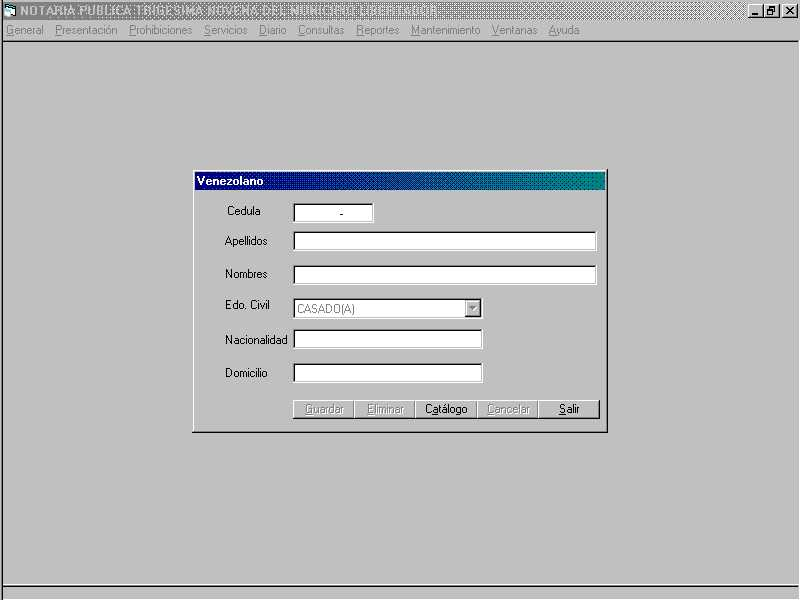 NOTARIA PUBLICA TRIGESIMA NOVENA DEL MUNICIPIO LIBERTADOR
General Presentación Prohibiciones Servicios Diario Consultas Reportes Mantenimiento Ventanas Ayuda
Venezolano
Cedula -
Apellidos
Nombres
Edo. Civil CASADO(A)
Nacionalidad
Domicilio
Guardar Eliminar Catálogo Cancelar Salir